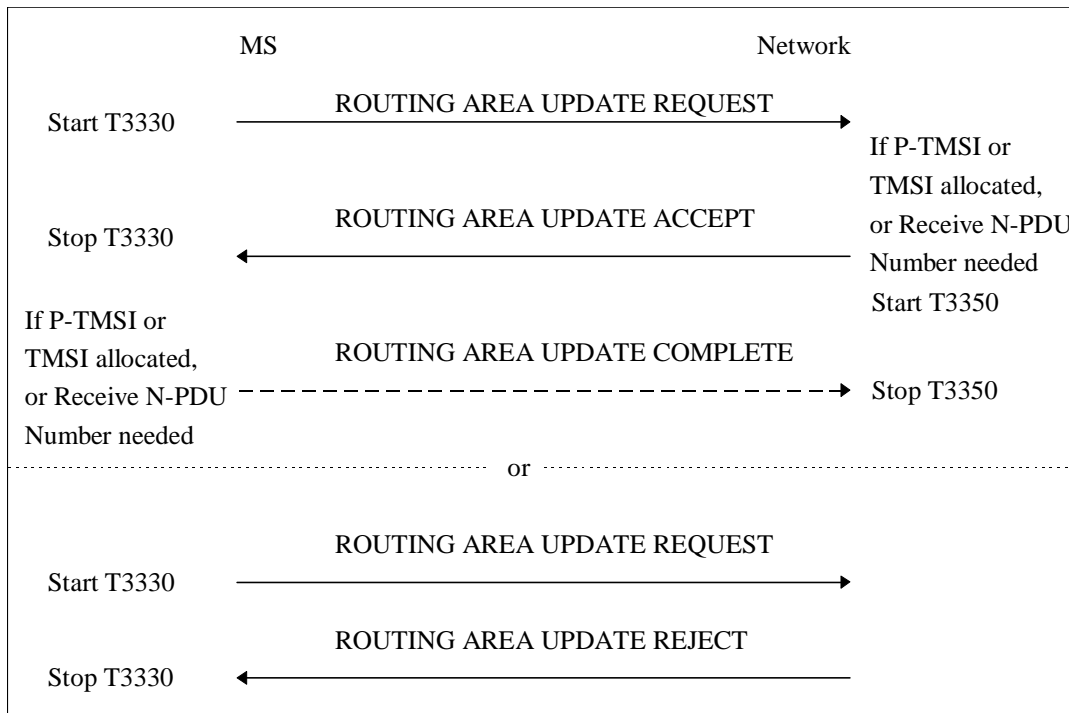 MS
Network
ROUTING AREA UPDATE REQUEST
Start T3330
If P-TMSI or
TMSI allocated,
or Receive N-PDU
Number needed
Start T3350
ROUTING AREA UPDATE ACCEPT
Stop T3330
If P-TMSI or
TMSI allocated,
or Receive N-PDU
Number needed
ROUTING AREA UPDATE COMPLETE
Stop T3350
or
ROUTING AREA UPDATE REQUEST
Start T3330
ROUTING AREA UPDATE REJECT
Stop T3330